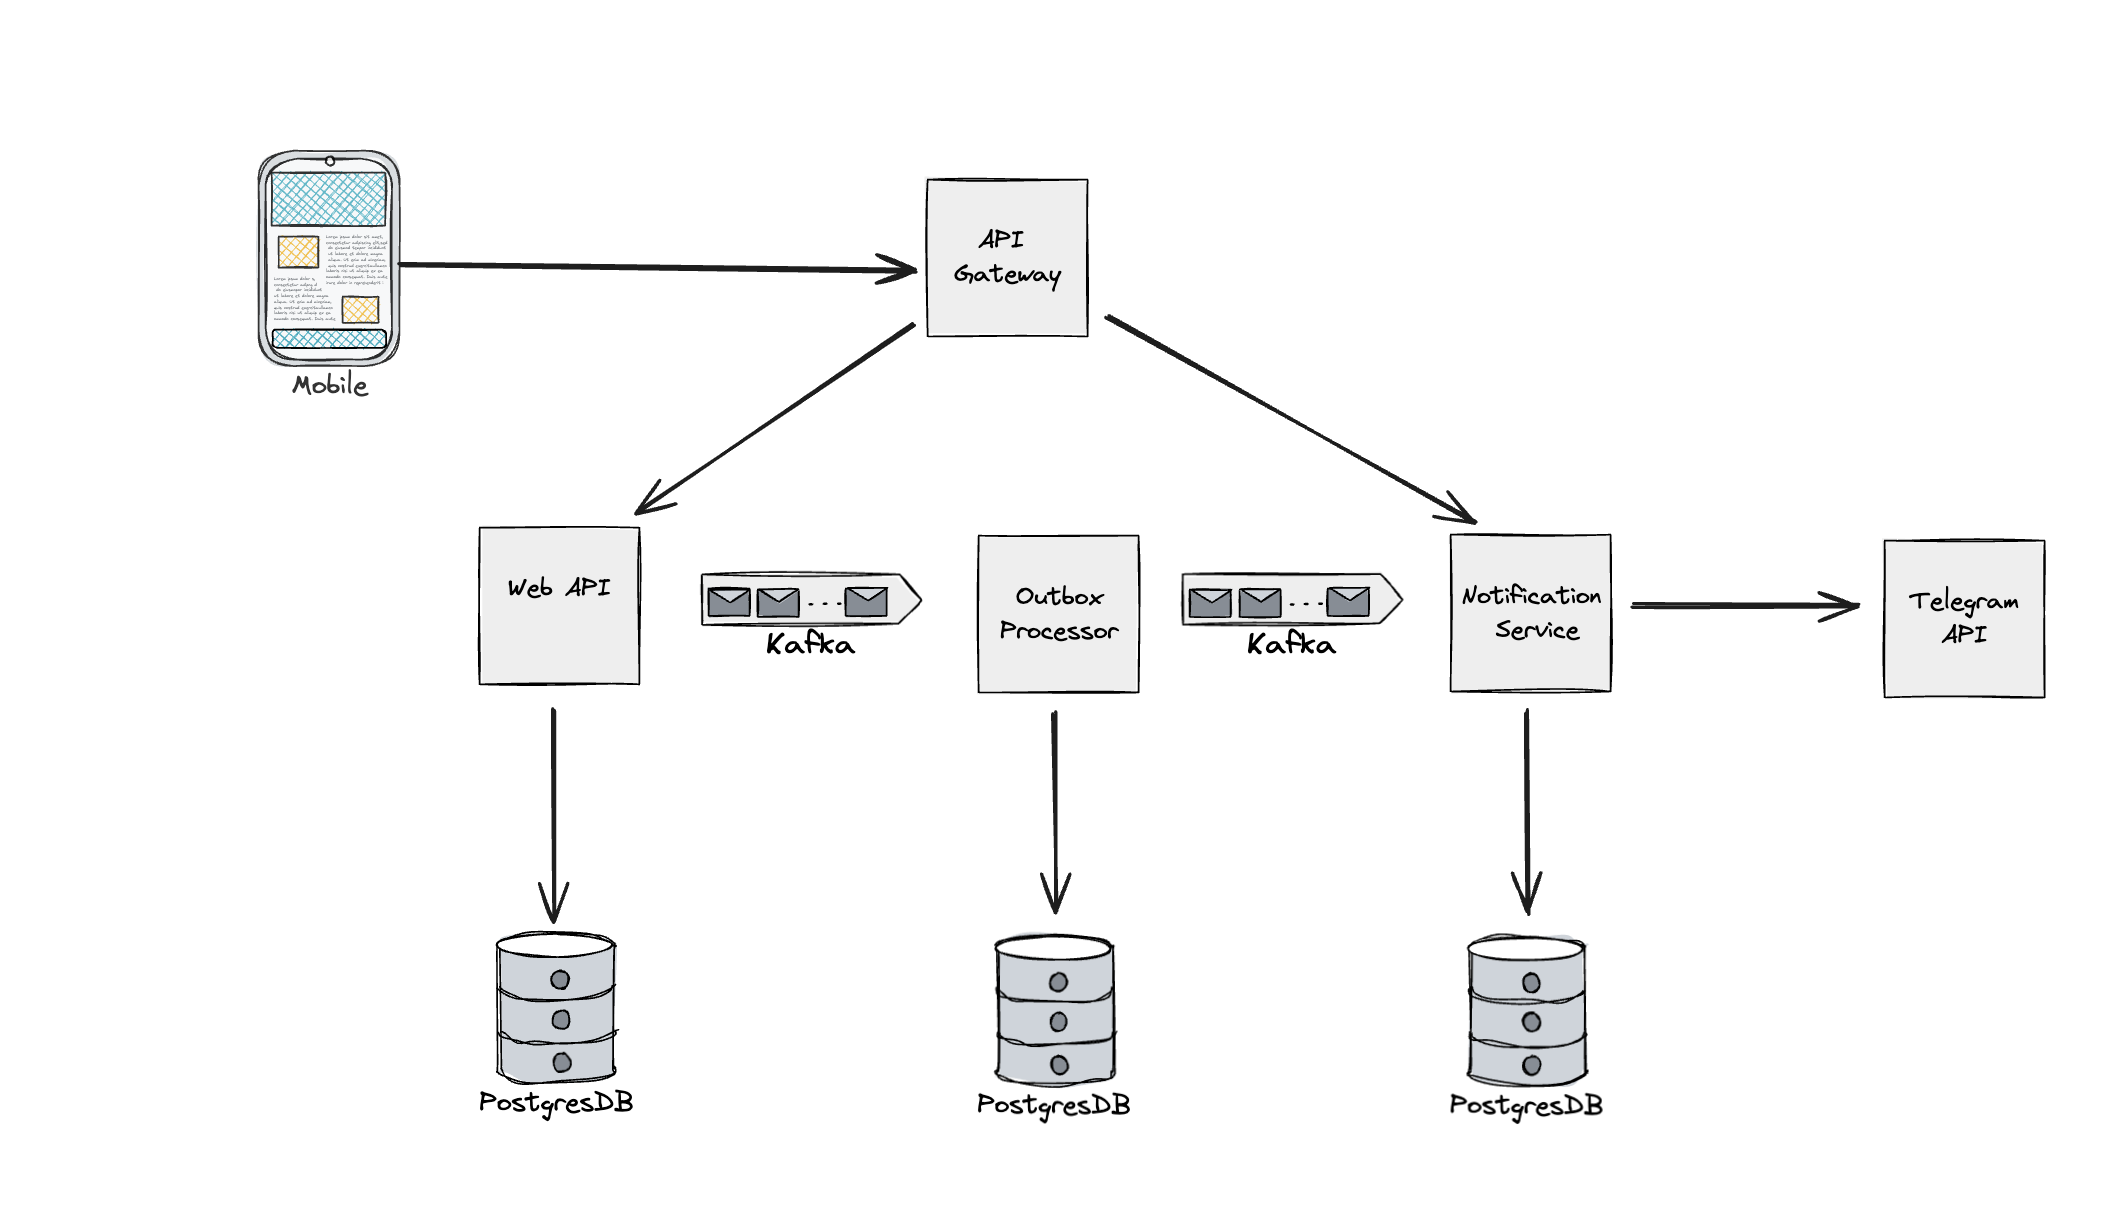 API
Gateway
Mobile
Web API
Kafka
Outbox
Processor
Kafka
Notification
Service
Telegram
API
PostgresDB
PostgresDB
PostgresDB